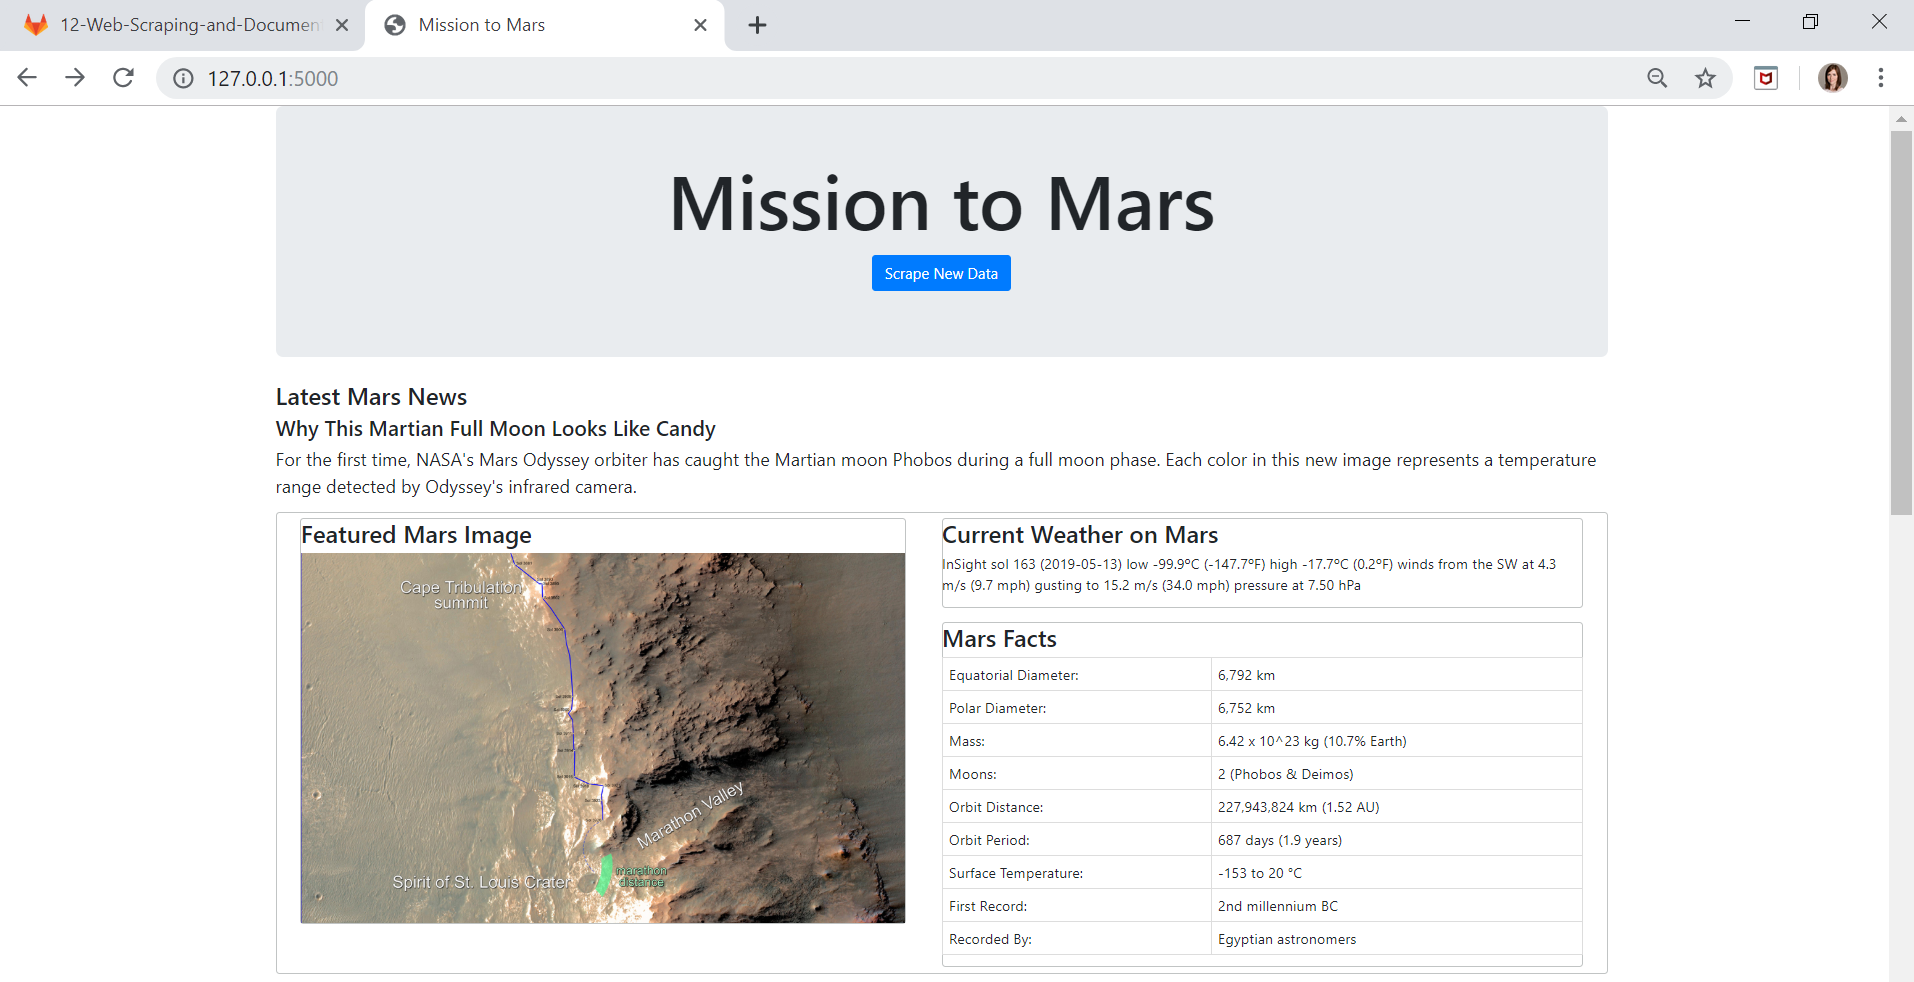 12-Web-Scraping-and-Documen
Mission to Mars
127.0.0.1:5000
Mission to Mars
Scrape New Data
Latest Mars News
Why This Martian Full Moon Looks Like Candy
For the first time, NASA's Mars Odyssey orbiter has caught the Martian moon Phobos during a full moon phase. Each color in this new image represents a temperature
range detected by Odyssey's infrared camera.
Featured Mars Image
Cape Tribulation
summit
Marathon Valley
Spirit of St. Louis Crater
marathon
distance
Current Weather on Mars
InSight sol 163 (2019-05-13) low -99.9ºC (-147.7ºF) high -17.7ºC (0.2ºF) winds from the SW at 4.3
m/s (9.7 mph) gusting to 15.2 m/s (34.0 mph) pressure at 7.50 hPa
Mars Facts
Equatorial Diameter: 6,792 km
Polar Diameter: 6,752 km
Mass: 6.42 x 10^23 kg (10.7% Earth)
Moons: 2 (Phobos & Deimos)
Orbit Distance: 227,943,824 km (1.52 AU)
Orbit Period: 687 days (1.9 years)
Surface Temperature: -153 to 20 °C
First Record: 2nd millennium BC
Recorded By: Egyptian astronomers